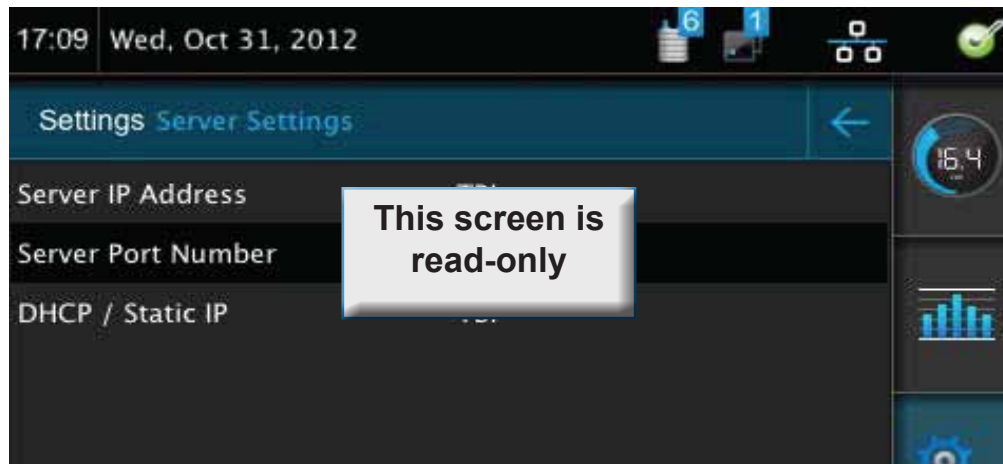 17:09 Wed, Oct 31, 2012 6 1
Settings Server Settings
16.4
Server IP Address
This screen is
read-only
Server Port Number
DHCP / Static IP